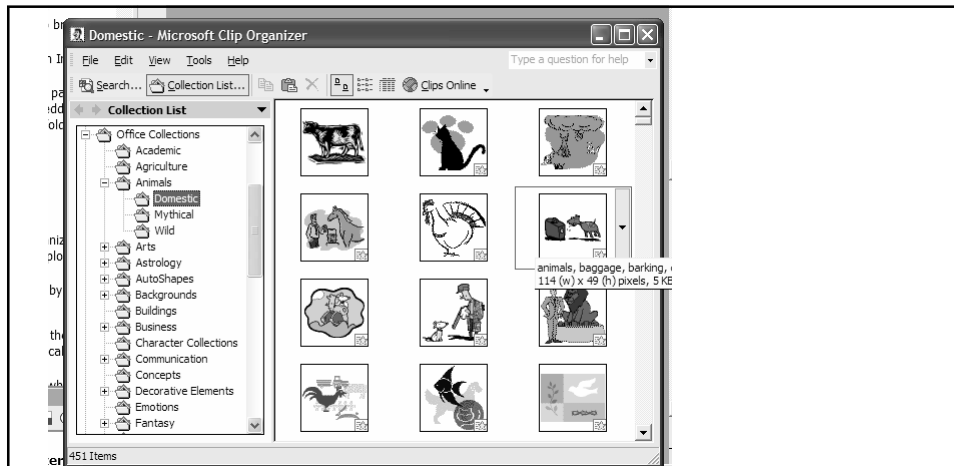 Domestic - Microsoft Clip Organizer
File Edit View Tools Help
Type a question for help
Search... Collection List... Clips Online
Collection List
Office Collections
Academic
Agriculture
Animals
Domestic
Mythical
Wild
Arts
Astrology
AutoShapes
Backgrounds
Buildings
Business
Character Collections
Communication
Concepts
Decorative Elements
Emotions
Fantasy
animals, baggage, barking,
114 (w) x 49 (h) pixels, 5 KB
451 Items